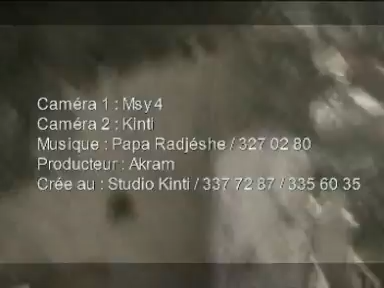 Caméra 1 : Msy 4
Caméra 2 : Kinti
Musique : Papa Radjéshe / 327 02 80
Producteur : Akram
Crée au : Studio Kinti / 337 72 87 / 335 60 35